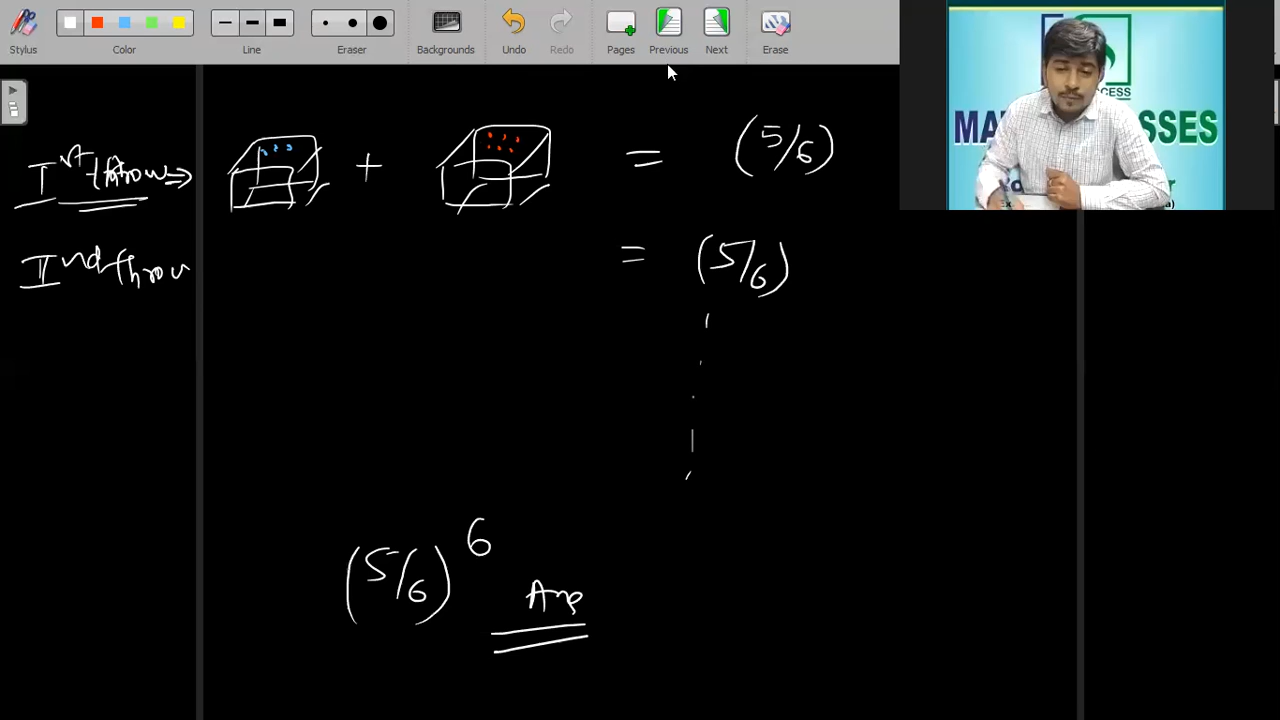 Stylus Color Line Eraser Backgrounds Undo Redo Pages Previous Next Erase
Ist throw ⇒ + = (5/6)
IInd throw = (5/6)
(5/6)^6 Ans
CCESS
MA SSES